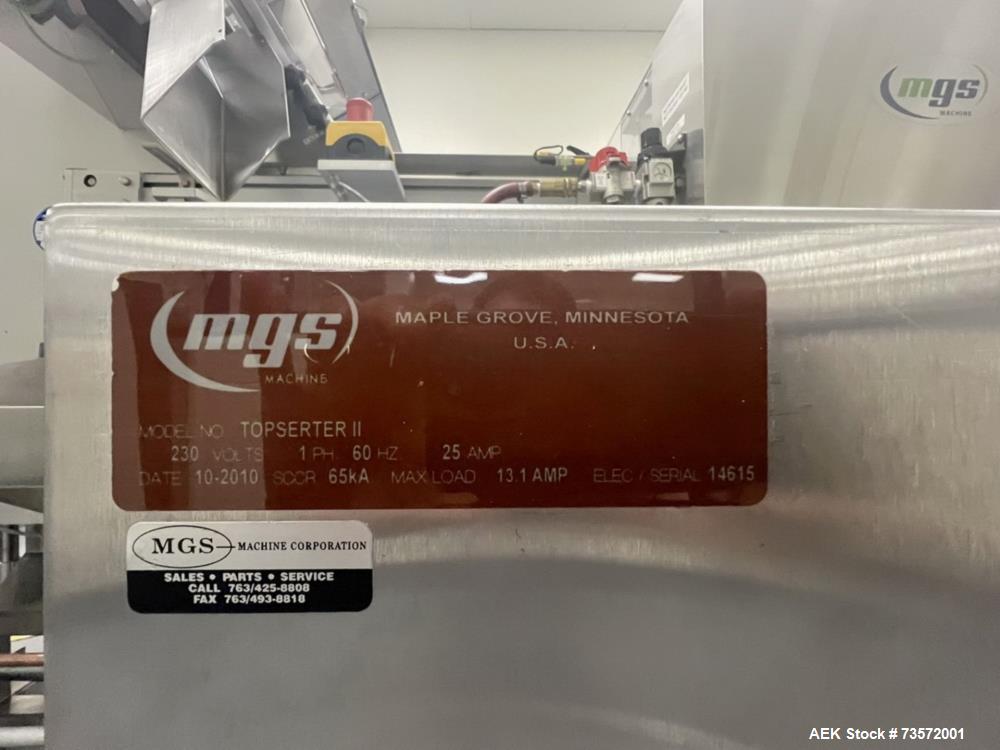 mgs
MACHINE
mgs
MACHINE
MAPLE GROVE, MINNESOTA
U.S.A.
MODEL NO. TOPSERTER II
230 VOLTS 1 PH. 60 HZ 25 AMP
DATE 10-2010 SCCR 65kA MAX LOAD 13.1 AMP ELEC / SERIAL 14615
MGS MACHINE CORPORATION
SALES • PARTS • SERVICE
CALL 763/425-8808
FAX 763/493-8818
AEK Stock # 73572001